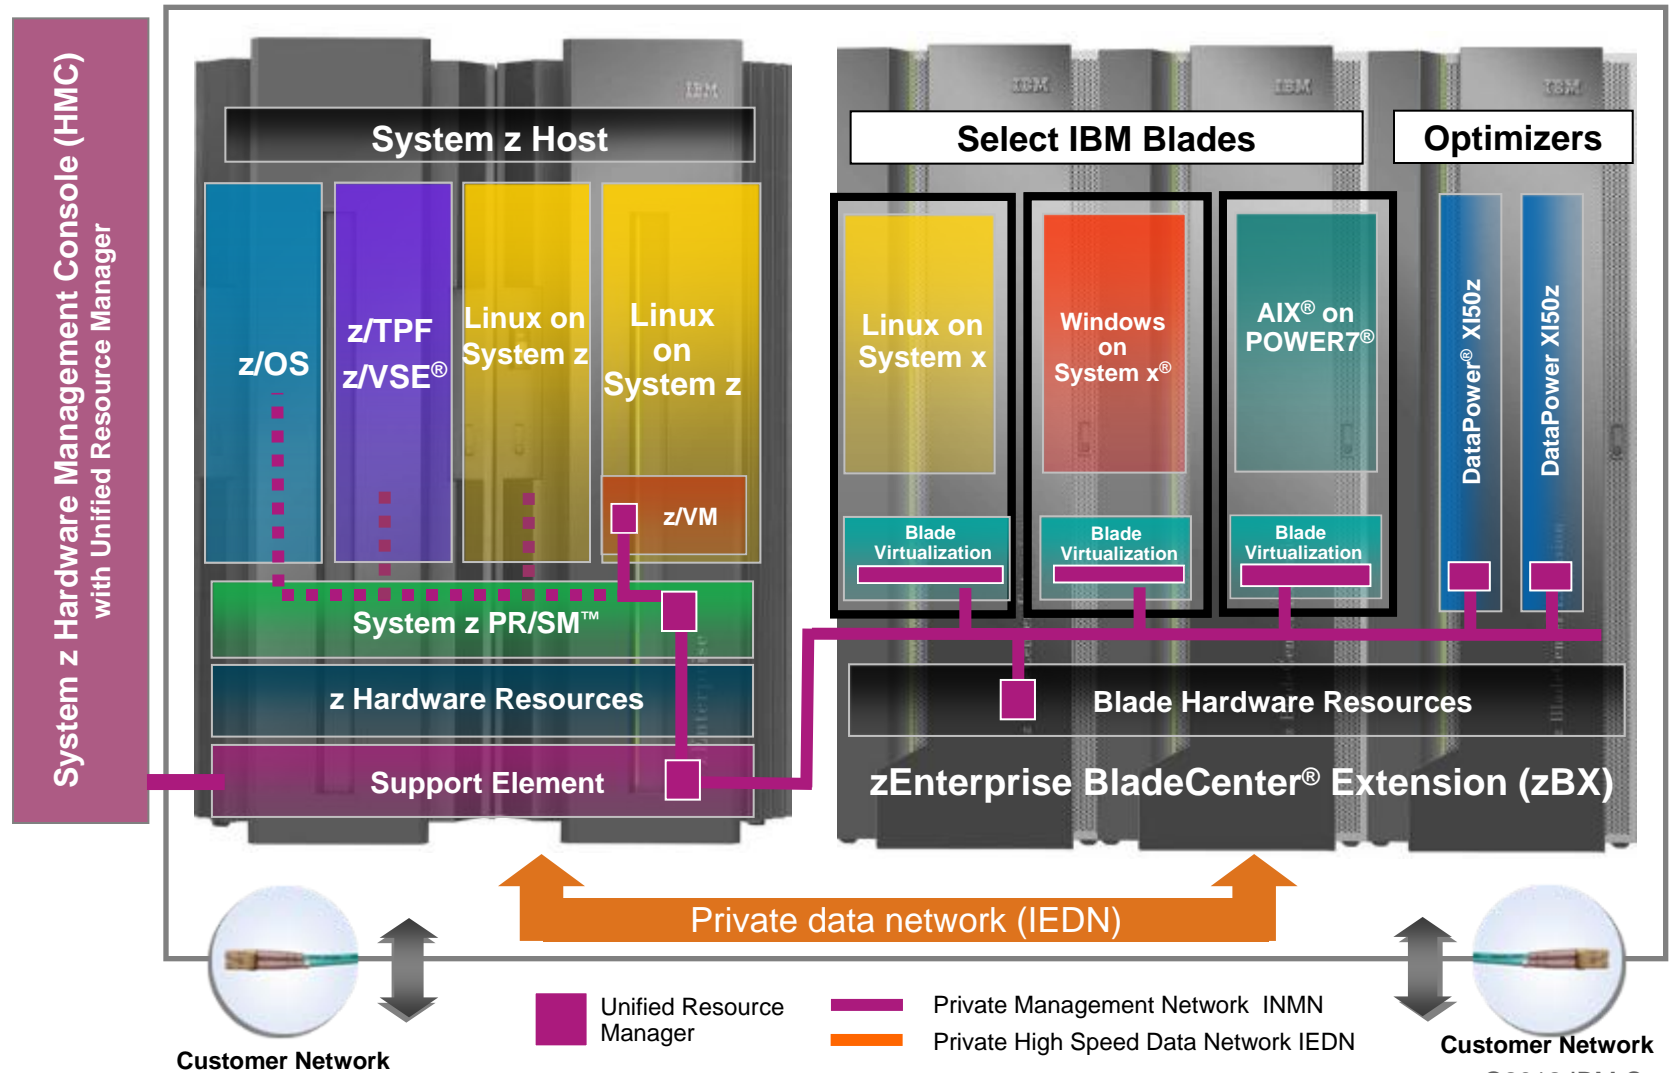 System z Hardware Management Console (HMC)
with Unified Resource Manager
IBM
System z Host
z/OS
z/TPF
z/VSE®
Linux on
System z
Linux
on
System z
z/VM
System z PR/SM™
z Hardware Resources
Support Element
IBM
IBM
IBM
Select IBM Blades
Optimizers
Linux on
System x
Windows
on
System x®
AIX® on
POWER7®
DataPower® XI50z
DataPower XI50z
Blade
Virtualization
Blade
Virtualization
Blade
Virtualization
Blade Hardware Resources
zEnterprise BladeCenter® Extension (zBX)
Private data network (IEDN)
Customer Network
Unified Resource
Manager
Private Management Network INMN
Private High Speed Data Network IEDN
Customer Network